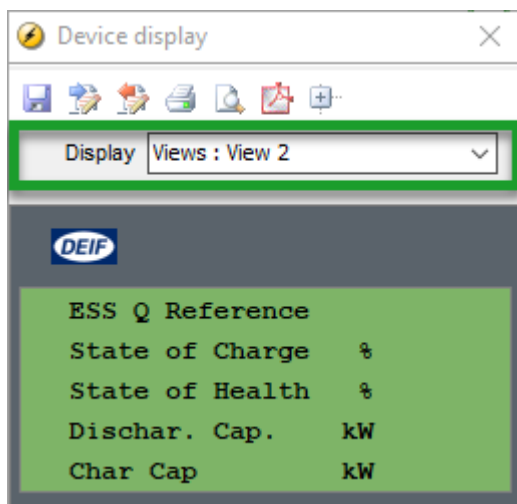 Device display
Display Views : View 2
DEIF
ESS Q Reference
State of Charge %
State of Health %
Dischar. Cap. kW
Char Cap kW